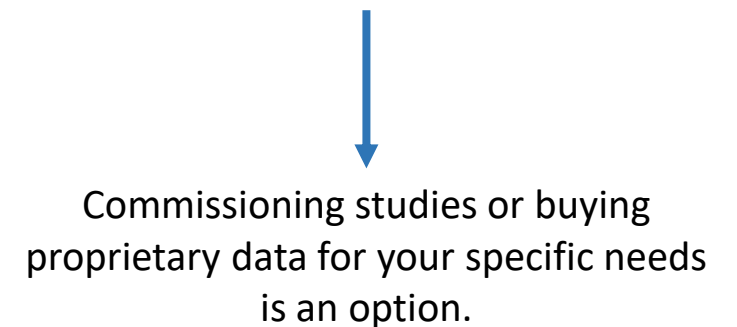 Commissioning studies or buying
proprietary data for your specific needs
is an option.